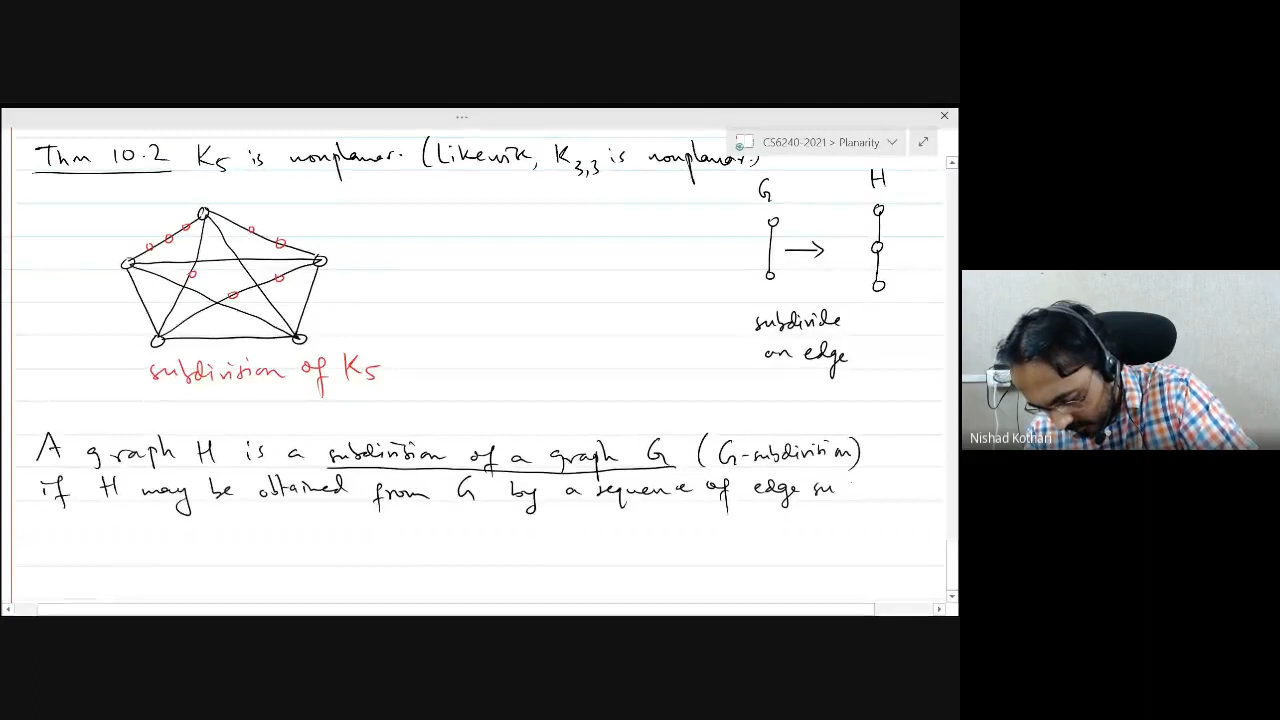 CS6240-2021 > Planarity
Thm 10.2 K5 is nonplanar. (Likewise, K3,3 is nonplanar.)
G H
subdivide
an edge
subdivision of K5
A graph H is a subdivision of a graph G (G-subdivision)
if H may be obtained from G by a sequence of edge su
Nishad Kothari